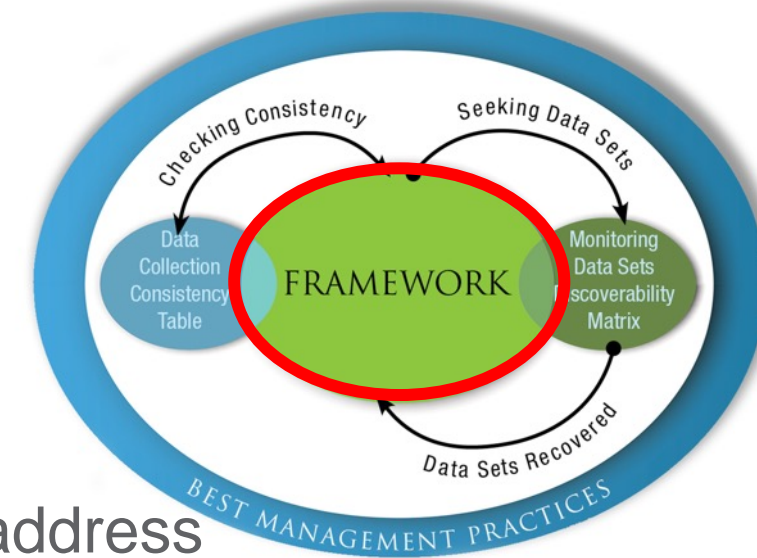 Checking Consistency
Seeking Data Sets
Data
Collection
Consistency
Table
FRAMEWORK
Monitoring
Data Sets
Discoverability
Matrix
Data Sets Recovered
BEST MANAGEMENT PRACTICES
address